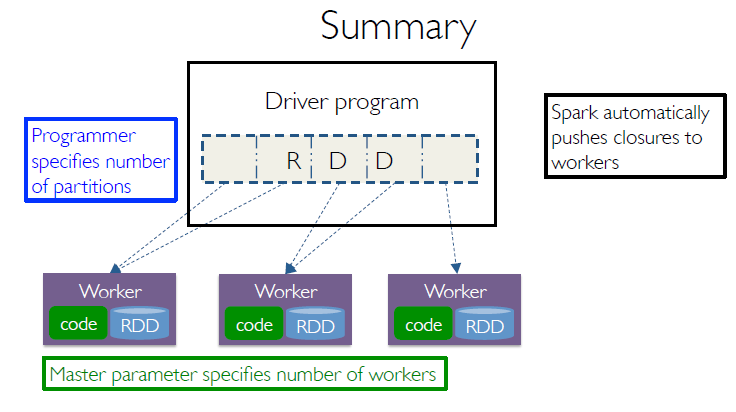 Summary
Driver program
Programmer
specifies number
of partitions
R D D
Spark automatically
pushes closures to
workers
Worker
code RDD
Worker
code RDD
Worker
code RDD
Master parameter specifies number of workers